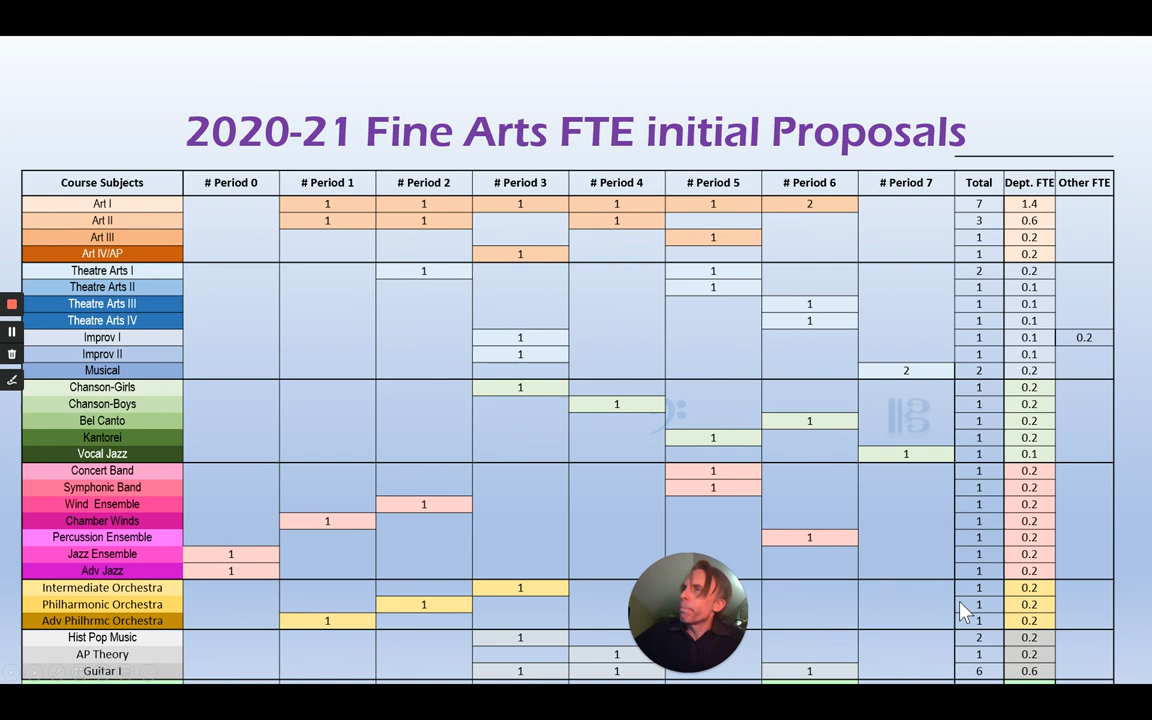 2020-21 Fine Arts FTE initial Proposals
Course Subjects # Period 0 # Period 1 # Period 2 # Period 3 # Period 4 # Period 5 # Period 6 # Period 7 Total Dept. FTE Other FTE
Art I 1 1 1 1 1 2 7 1.4
Art II 1 1 1 3 0.6
Art III 1 1 0.2
Art IV/AP 1 1 0.2
Theatre Arts I 1 1 2 0.2
Theatre Arts II 1 1 0.1
Theatre Arts III 1 1 0.1
Theatre Arts IV 1 1 0.1
Improv I 1 1 0.1 0.2
Improv II 1 1 0.1
Musical 2 2 0.2
Chanson-Girls 1 1 0.2
Chanson-Boys 1 1 0.2
Bel Canto 1 1 0.2
Kantorei 1 1 0.2
Vocal Jazz 1 1 0.1
Concert Band 1 1 0.2
Symphonic Band 1 1 0.2
Wind Ensemble 1 1 0.2
Chamber Winds 1 1 0.2
Percussion Ensemble 1 1 0.2
Jazz Ensemble 1 1 0.2
Adv Jazz 1 1 0.2
Intermediate Orchestra 1 1 0.2
Philharmonic Orchestra 1 1 0.2
Adv Philhrmc Orchestra 1 1 0.2
Hist Pop Music 1 2 0.2
AP Theory 1 1 0.2
Guitar I 1 1 1 6 0.6